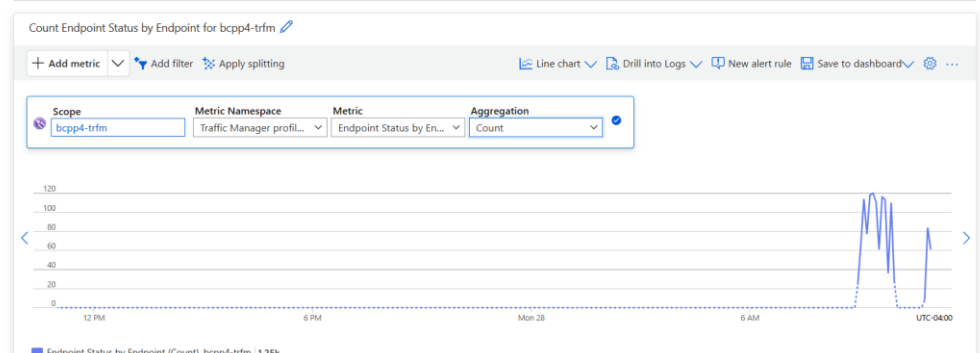 Count Endpoint Status by Endpoint for bcpp4-trfm
Add metric Add filter Apply splitting Line chart Drill into Logs New alert rule Save to dashboard ...
Scope Metric Namespace Metric Aggregation
bcpp4-trfm Traffic Manager profil... Endpoint Status by En... Count
120
100
80
60
40
20
0
12 PM 6 PM Mon 28 6 AM UTC-04:00
Endpoint Status by Endpoint (Count), bcpp4-trfm | 1.25k